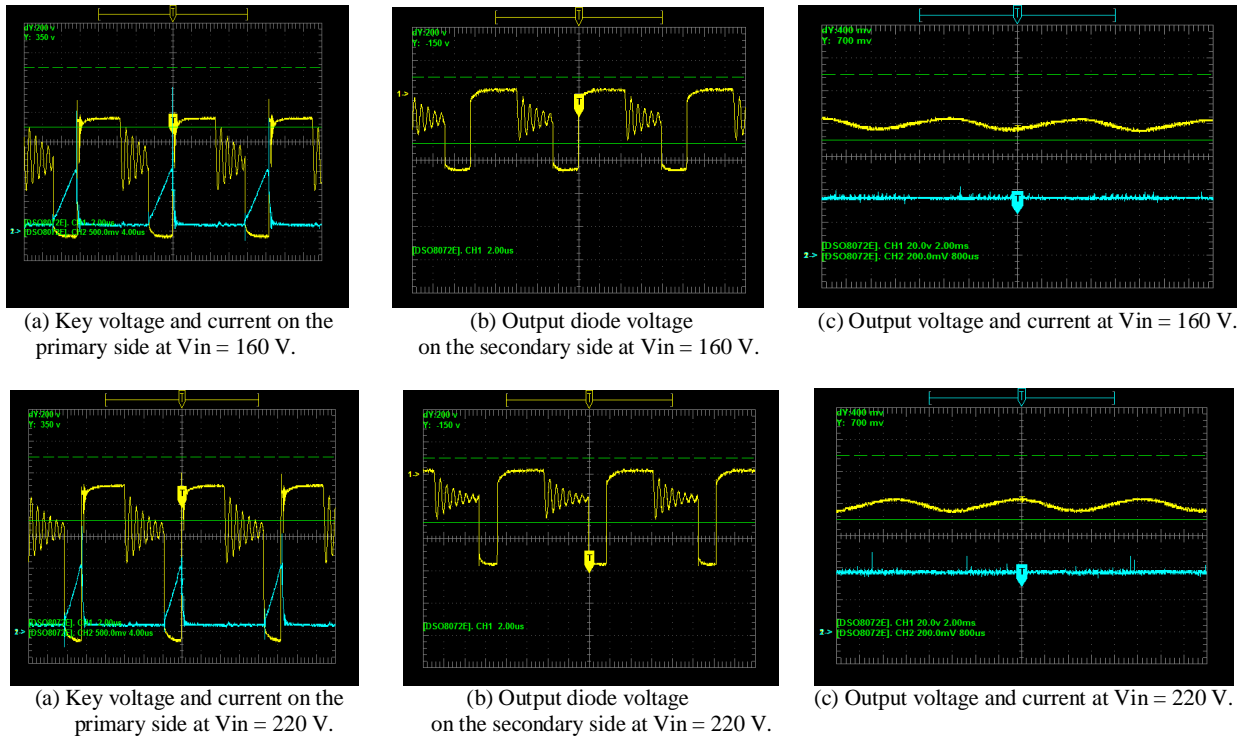 T
T
T
dY:200 v
Y: 350 v
dY:200 v
Y: -150 v
dY:400 mv
Y: 700 mv
T
1->
T
T
[DSO8072E]. CH1 2.00us
[DSO8072E]. CH2 500.0mv 4.00us
[DSO8072E]. CH1 2.00us
[DSO8072E]. CH1 20.0v 2.00ms
[DSO8072E]. CH2 200.0mV 800us
(a) Key voltage and current on the
primary side at Vin = 160 V.
(b) Output diode voltage
on the secondary side at Vin = 160 V.
(c) Output voltage and current at Vin = 160 V.
T
T
T
dY:200 v
Y: 350 v
dY:200 v
Y: -150 v
dY:400 mv
Y: 700 mv
T
1->
T
T
[DSO8072E]. CH1 2.00us
[DSO8072E]. CH2 500.0mv 4.00us
[DSO8072E]. CH1 2.00us
[DSO8072E]. CH1 20.0v 2.00ms
[DSO8072E]. CH2 200.0mV 800us
(a) Key voltage and current on the
primary side at Vin = 220 V.
(b) Output diode voltage
on the secondary side at Vin = 220 V.
(c) Output voltage and current at Vin = 220 V.